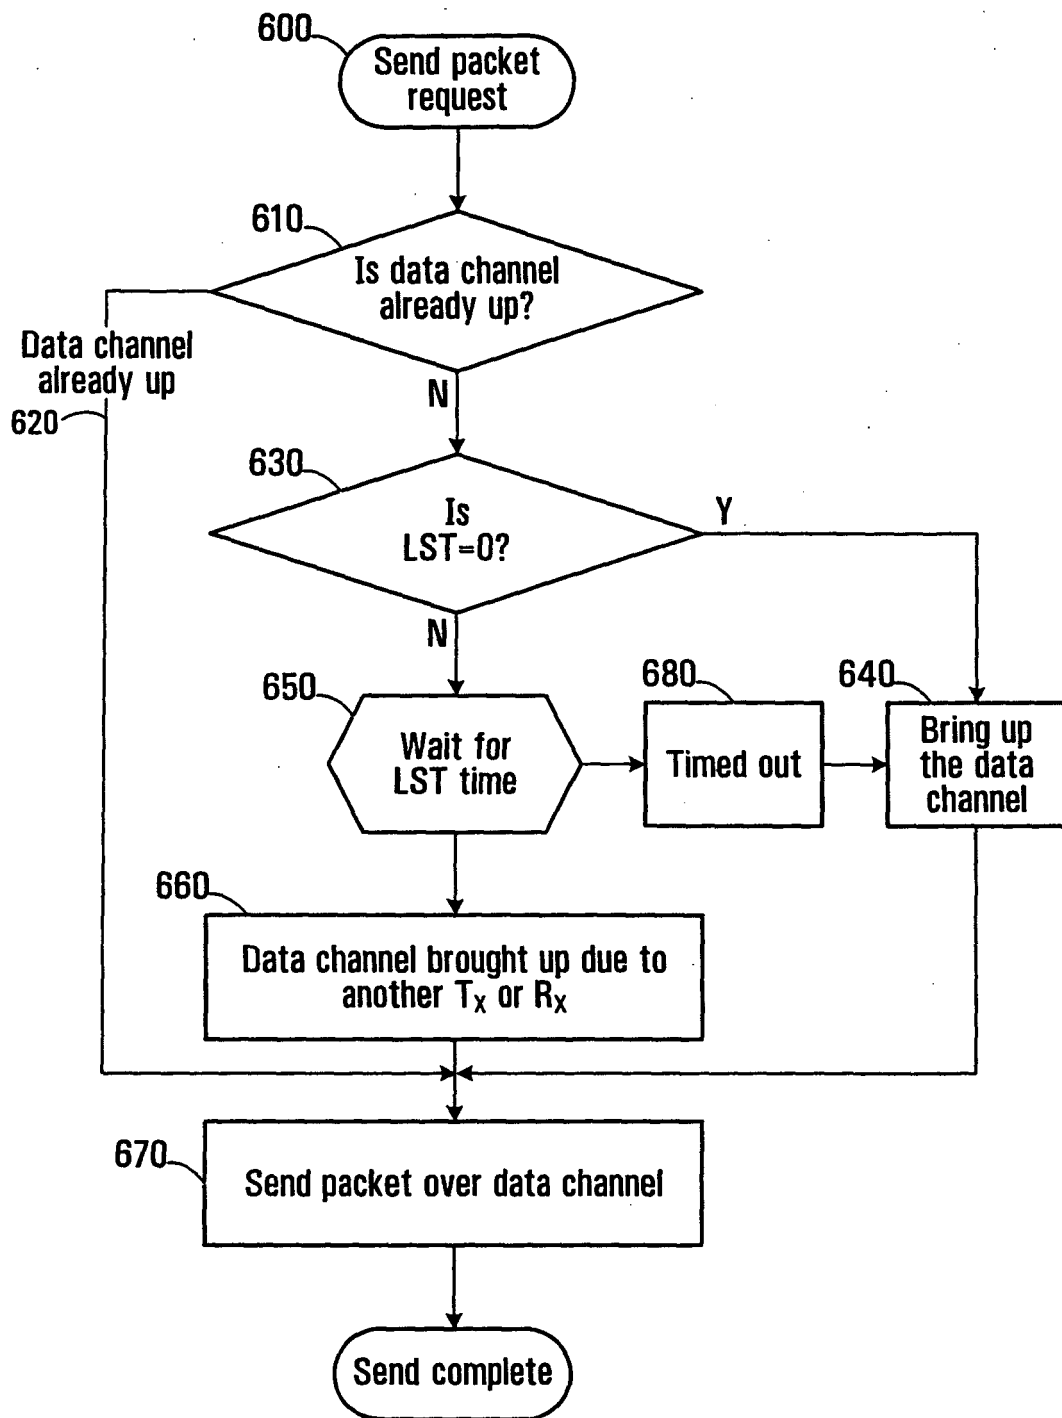 600
Send packet
request
610
Is data channel
already up?
Data channel
already up
620
N
630
Is
LST=0?
Y
N
650
Wait for
LST time
680
Timed out
640
Bring up
the data
channel
660
Data channel brought up due to
another Tx or Rx
670
Send packet over data channel
Send complete